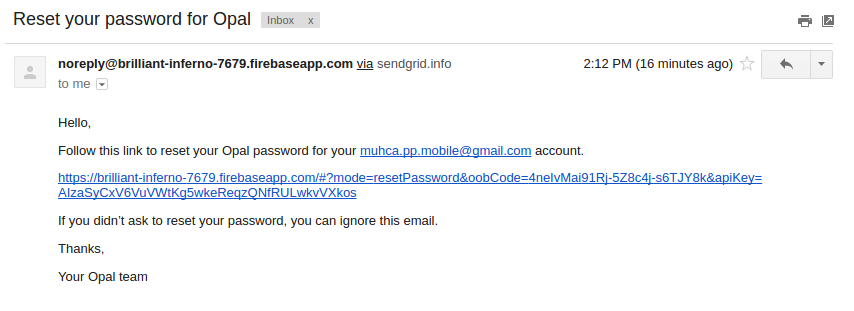 Reset your password for Opal Inbox x
noreply@brilliant-inferno-7679.firebaseapp.com via sendgrid.info 2:12 PM (16 minutes ago)
to me
Hello,
Follow this link to reset your Opal password for your muhca.pp.mobile@gmail.com account.
https://brilliant-inferno-7679.firebaseapp.com/#?mode=resetPassword&oobCode=4neIvMai91Rj-5Z8c4j-s6TJY8k&apiKey=
AIzaSyCxV6VuVWtKg5wkeReqzQNfRULwkvVXkos
If you didn’t ask to reset your password, you can ignore this email.
Thanks,
Your Opal team